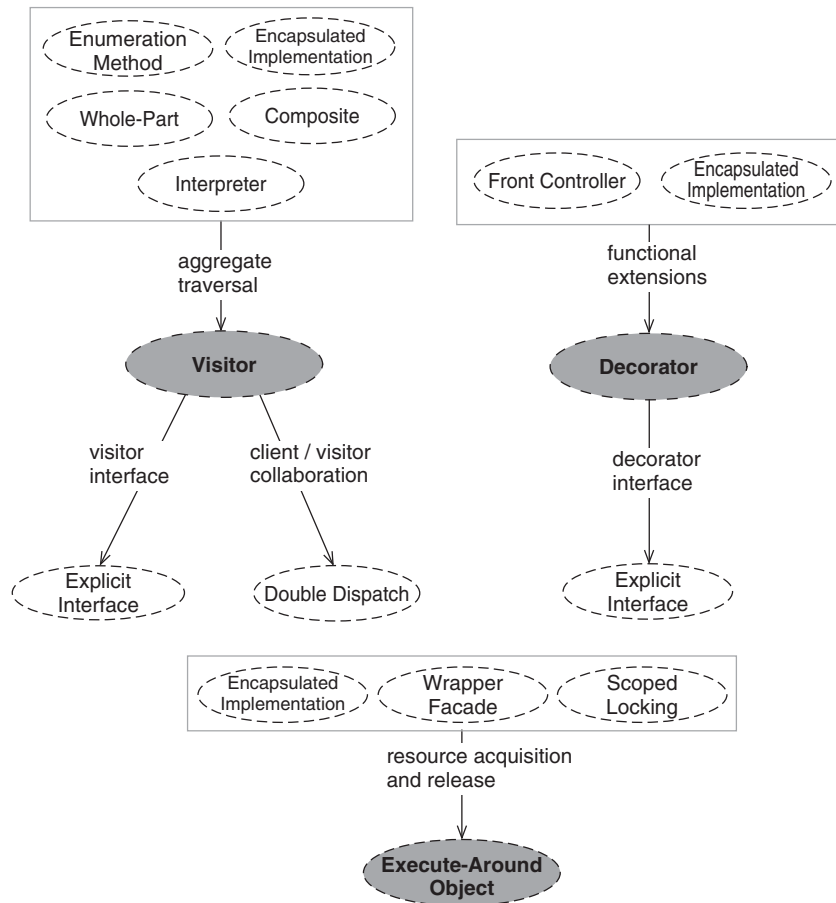 Enumeration
Method
Encapsulated
Implementation
Whole-Part
Composite
Interpreter
aggregate
traversal
Visitor
visitor
interface
client / visitor
collaboration
Explicit
Interface
Double Dispatch
Front Controller
Encapsulated
Implementation
functional
extensions
Decorator
decorator
interface
Explicit
Interface
Encapsulated
Implementation
Wrapper
Facade
Scoped
Locking
resource acquisition
and release
Execute-Around
Object